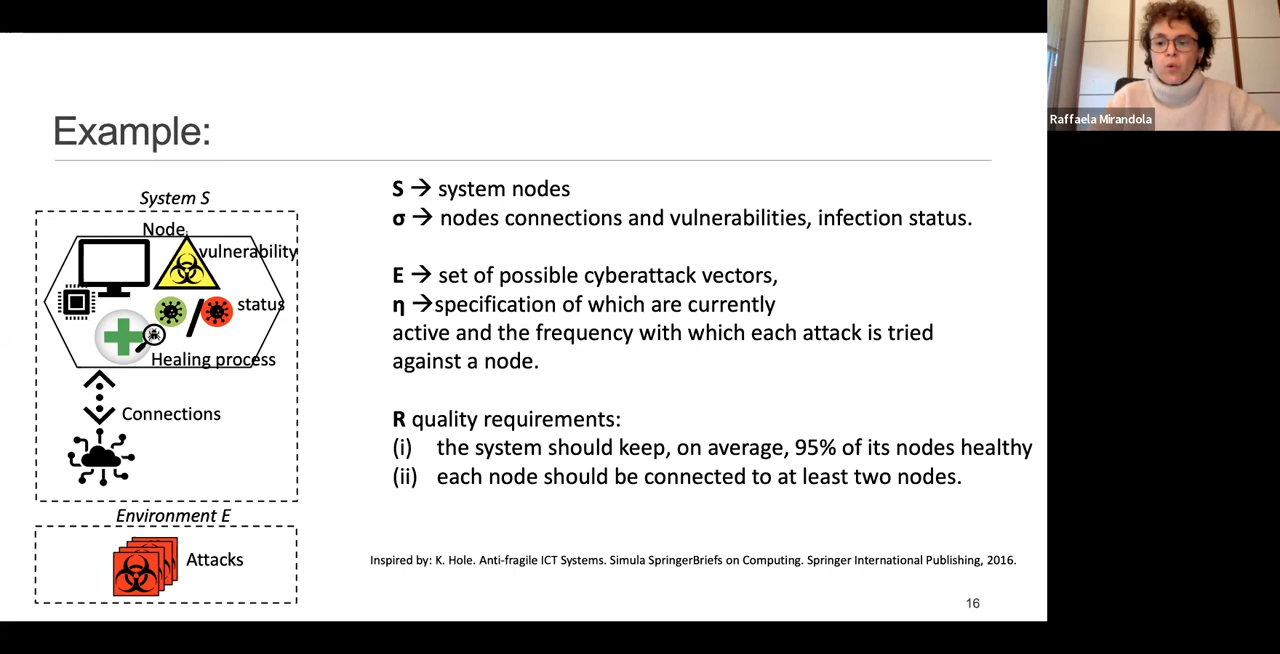 Raffaela Mirandola
Example:
System S
Node
vulnerability
status
Healing process
Connections
Environment E
Attacks
S → system nodes
σ → nodes connections and vulnerabilities, infection status.
E → set of possible cyberattack vectors,
η →specification of which are currently
active and the frequency with which each attack is tried
against a node.
R quality requirements:
(i) the system should keep, on average, 95% of its nodes healthy
(ii) each node should be connected to at least two nodes.
Inspired by: K. Hole. Anti-fragile ICT Systems. Simula SpringerBriefs on Computing. Springer International Publishing, 2016.
16